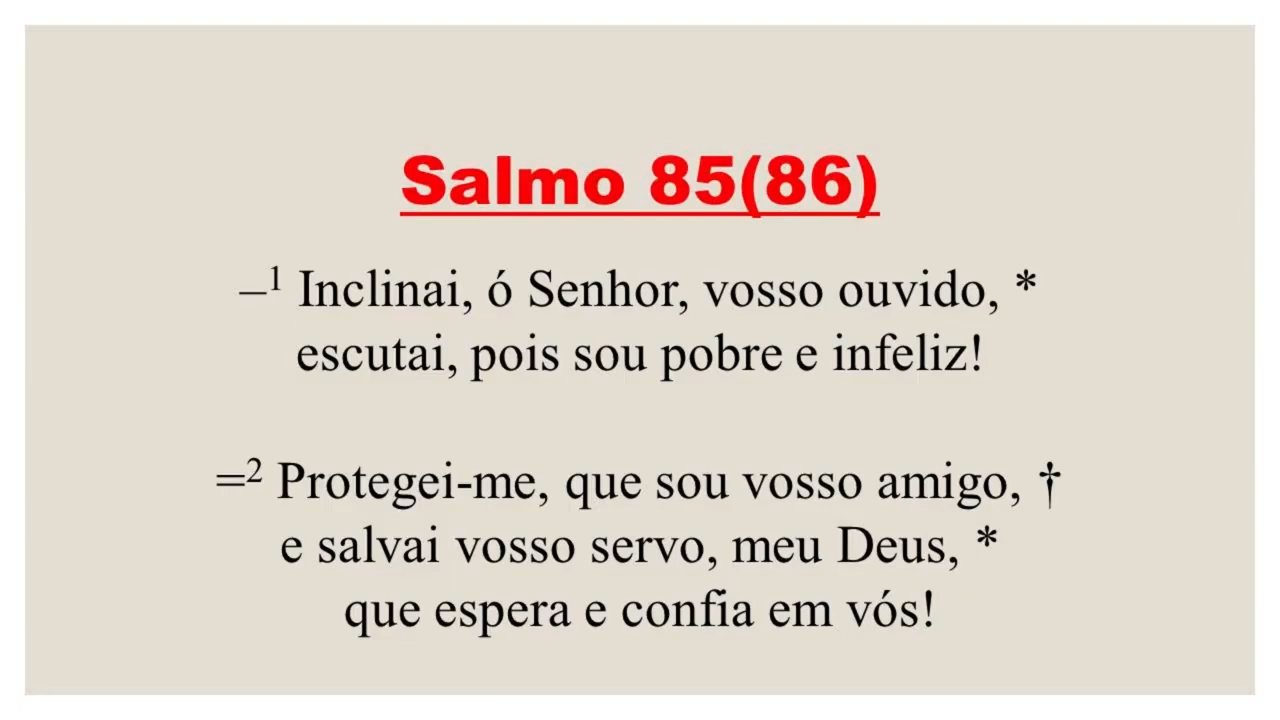 Salmo 85(86)
–¹ Inclinai, ó Senhor, vosso ouvido, *
escutai, pois sou pobre e infeliz!
=² Protegei-me, que sou vosso amigo, †
e salvai vosso servo, meu Deus, *
que espera e confia em vós!